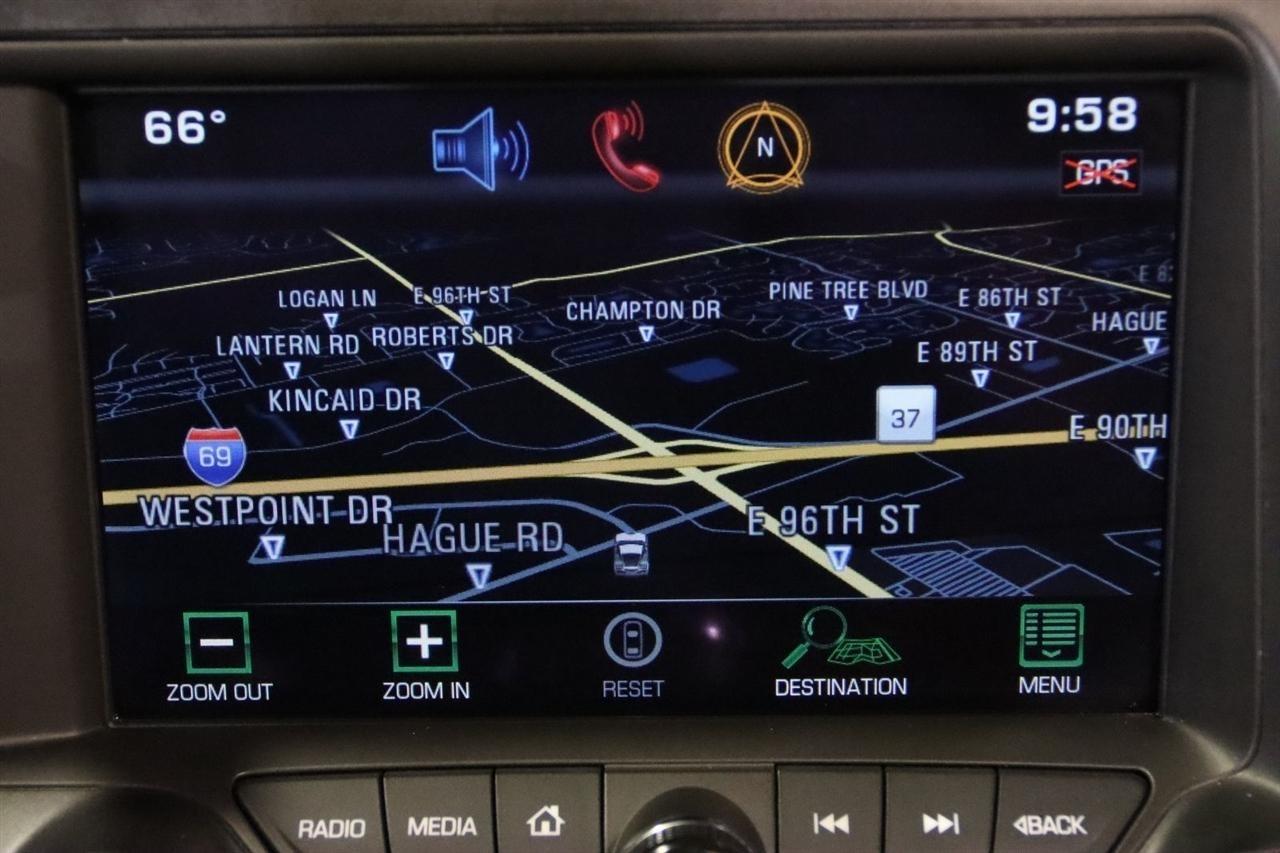 66°
9:58
N
GPS
LOGAN LN
E 96TH ST
CHAMPTON DR
PINE TREE BLVD
E 86TH ST
HAGUE
LANTERN RD
ROBERTS DR
E 89TH ST
KINCAID DR
37
E 90TH
69
WESTPOINT DR
HAGUE RD
E 96TH ST
ZOOM OUT
ZOOM IN
RESET
DESTINATION
MENU
RADIO
MEDIA
BACK